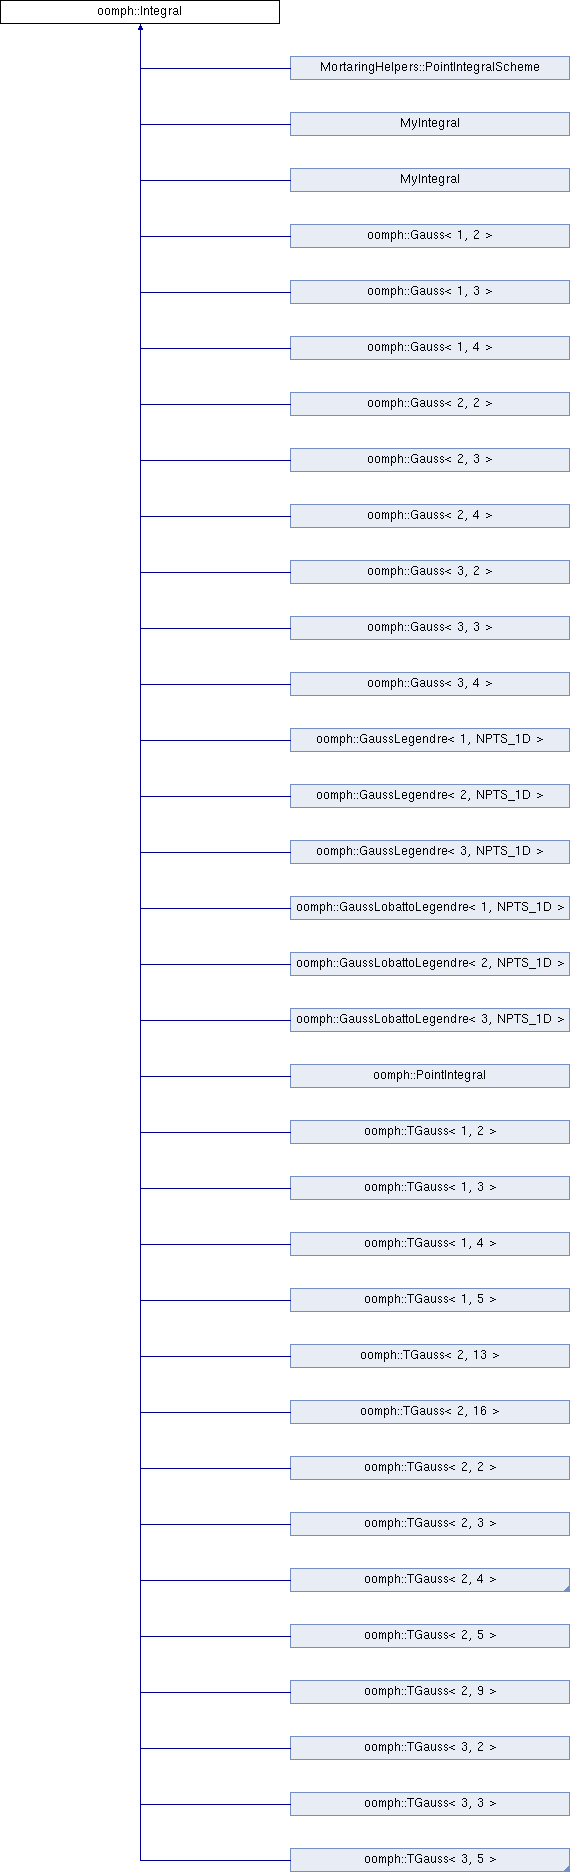 oomph::Integral
MortaringHelpers::PointIntegralScheme
MyIntegral
MyIntegral
oomph::Gauss< 1, 2 >
oomph::Gauss< 1, 3 >
oomph::Gauss< 1, 4 >
oomph::Gauss< 2, 2 >
oomph::Gauss< 2, 3 >
oomph::Gauss< 2, 4 >
oomph::Gauss< 3, 2 >
oomph::Gauss< 3, 3 >
oomph::Gauss< 3, 4 >
oomph::GaussLegendre< 1, NPTS_1D >
oomph::GaussLegendre< 2, NPTS_1D >
oomph::GaussLegendre< 3, NPTS_1D >
oomph::GaussLobattoLegendre< 1, NPTS_1D >
oomph::GaussLobattoLegendre< 2, NPTS_1D >
oomph::GaussLobattoLegendre< 3, NPTS_1D >
oomph::PointIntegral
oomph::TGauss< 1, 2 >
oomph::TGauss< 1, 3 >
oomph::TGauss< 1, 4 >
oomph::TGauss< 1, 5 >
oomph::TGauss< 2, 13 >
oomph::TGauss< 2, 16 >
oomph::TGauss< 2, 2 >
oomph::TGauss< 2, 3 >
oomph::TGauss< 2, 4 >
oomph::TGauss< 2, 5 >
oomph::TGauss< 2, 9 >
oomph::TGauss< 3, 2 >
oomph::TGauss< 3, 3 >
oomph::TGauss< 3, 5 >